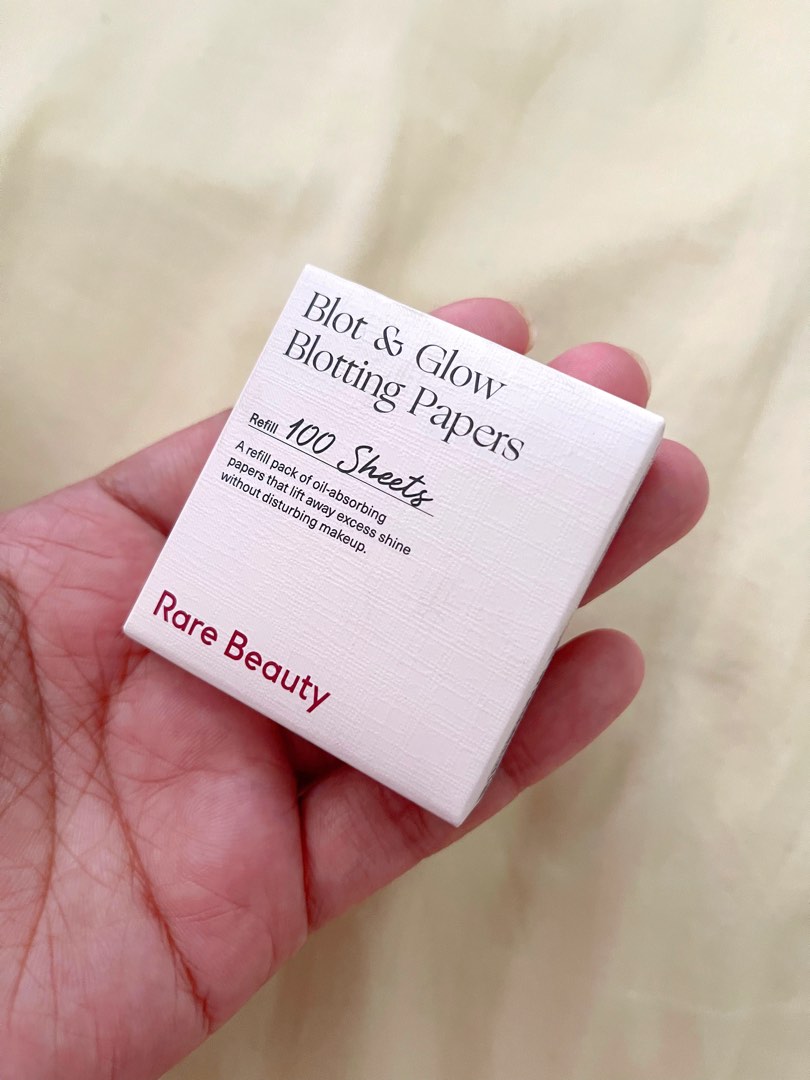 Blot & Glow
Blotting Papers
Refill 100 Sheets
A refill pack of oil-absorbing
papers that lift away excess shine
without disturbing makeup.
Rare Beauty